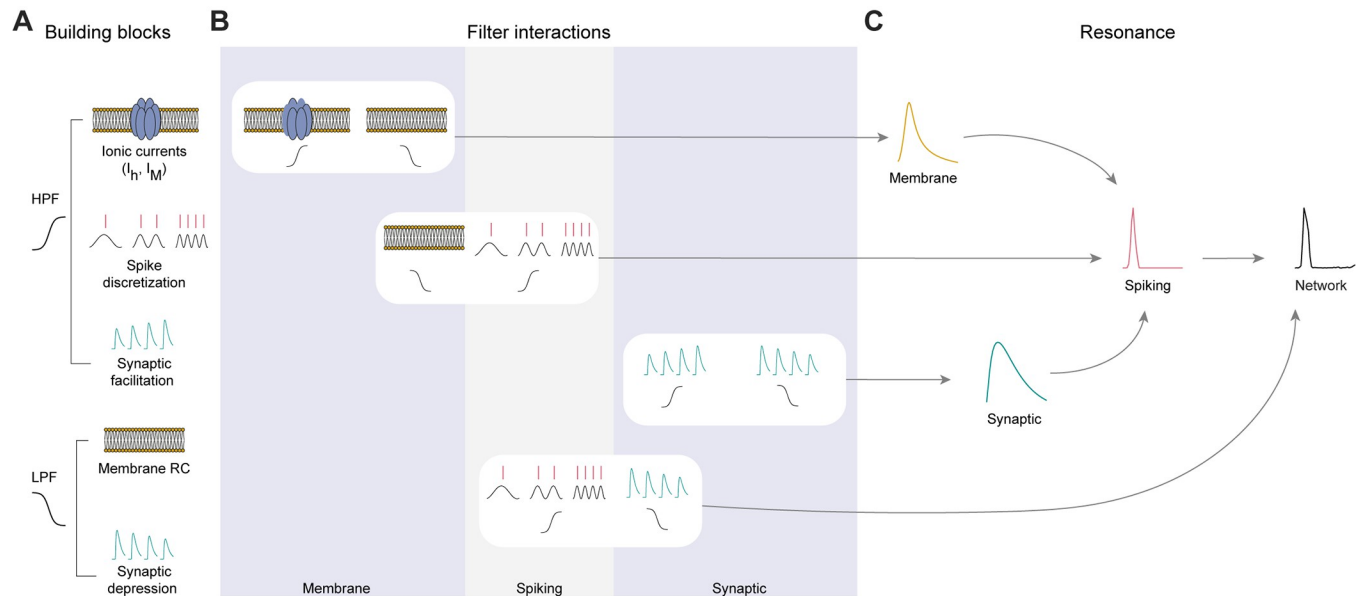 A
Building blocks
B
Filter interactions
C
Resonance
Ionic currents
(Ih, IM)
HPF
Spike
discretization
Synaptic
facilitation
LPF
Membrane RC
Synaptic
depression
Membrane
Spiking
Synaptic
Membrane
Spiking
Network
Synaptic